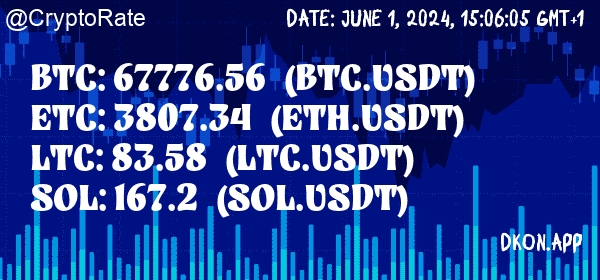 @CryptoRate
DATE: JUNE 1, 2024, 15:06:05 GMT+1
BTC: 67776.56 (BTC.USDT)
ETC: 3807.34 (ETH.USDT)
LTC: 83.58 (LTC.USDT)
SOL: 167.2 (SOL.USDT)
DKON.APP